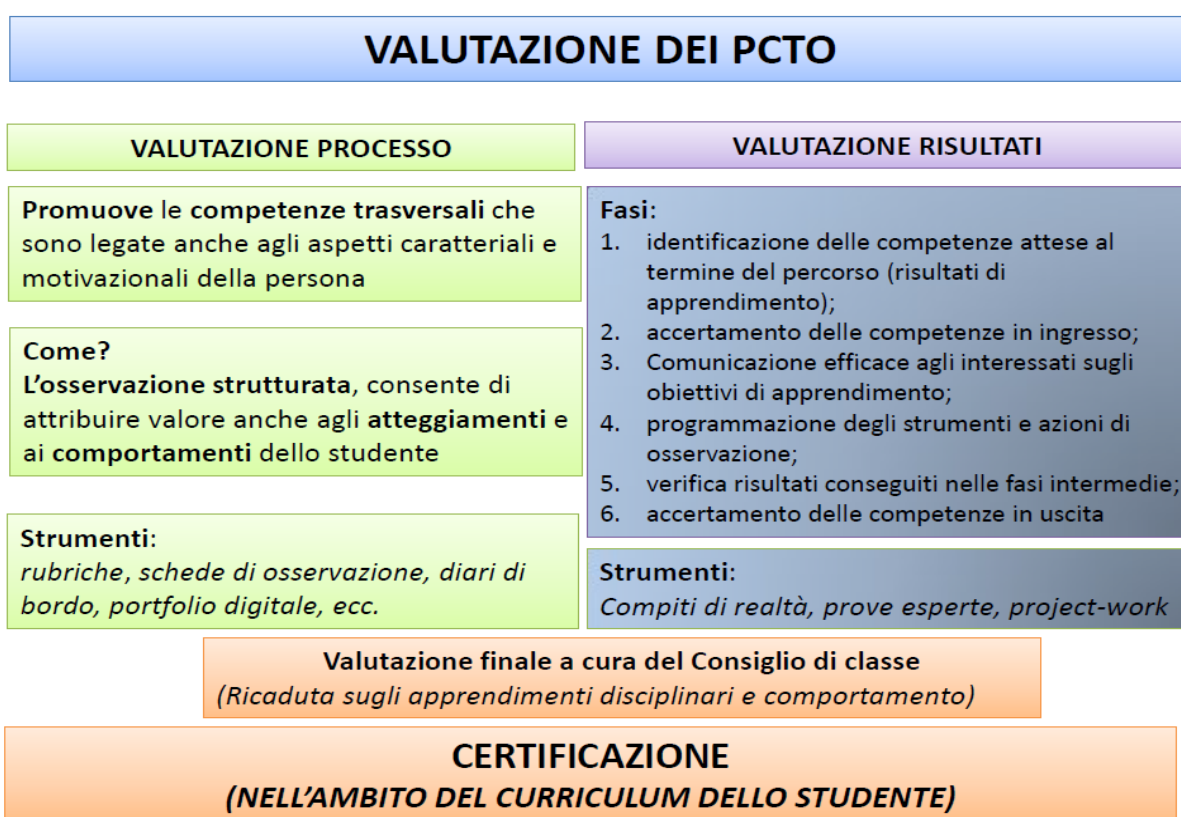 VALUTAZIONE DEI PCTO
VALUTAZIONE PROCESSO
Promuove le competenze trasversali che
sono legate anche agli aspetti caratteriali e
motivazionali della persona
Come?
L'osservazione strutturata, consente di
attribuire valore anche agli atteggiamenti e
ai comportamenti dello studente
Strumenti:
rubriche, schede di osservazione, diari di
bordo, portfolio digitale, ecc.
VALUTAZIONE RISULTATI
Fasi:
1. identificazione delle competenze attese al
termine del percorso (risultati di
apprendimento);
2. accertamento delle competenze in ingresso;
3. Comunicazione efficace agli interessati sugli
obiettivi di apprendimento;
4. programmazione degli strumenti e azioni di
osservazione;
5. verifica risultati conseguiti nelle fasi intermedie;
6. accertamento delle competenze in uscita
Strumenti:
Compiti di realtà, prove esperte, project-work
Valutazione finale a cura del Consiglio di classe
(Ricaduta sugli apprendimenti disciplinari e comportamento)
CERTIFICAZIONE
(NELL'AMBITO DEL CURRICULUM DELLO STUDENTE)